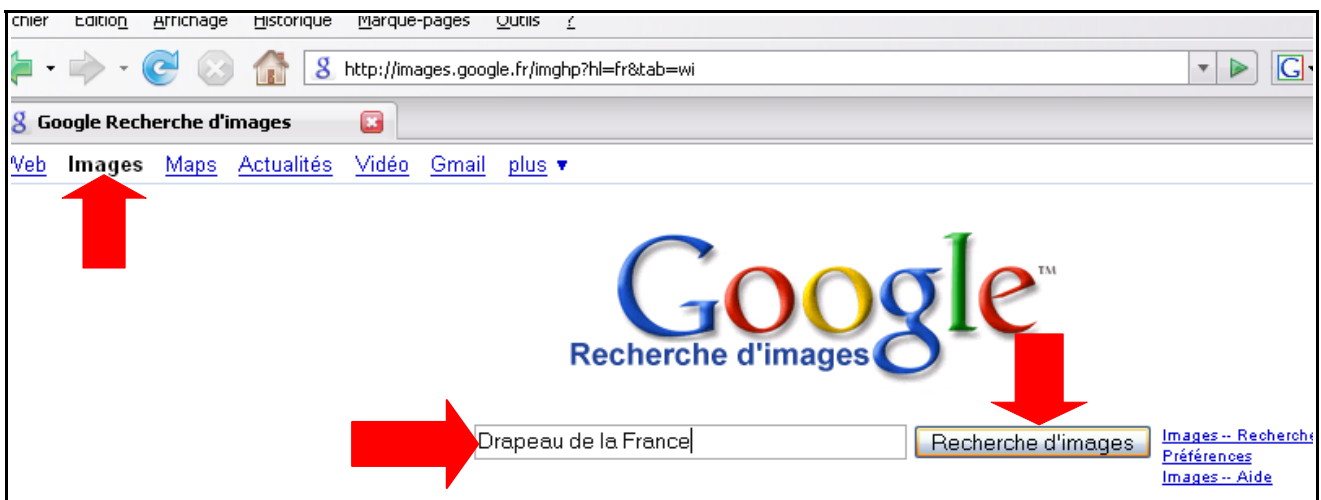 Edition Affichage Historique Marque-pages Outils ?
http://images.google.fr/imghp?hl=fr&tab=wi
G
Google Recherche d'images
Web Images Maps Actualités Vidéo Gmail plus ▼
Google™
Recherche d'images
Drapeau de la France
Recherche d'images
Images -- Recherche
Préférences
Images -- Aide